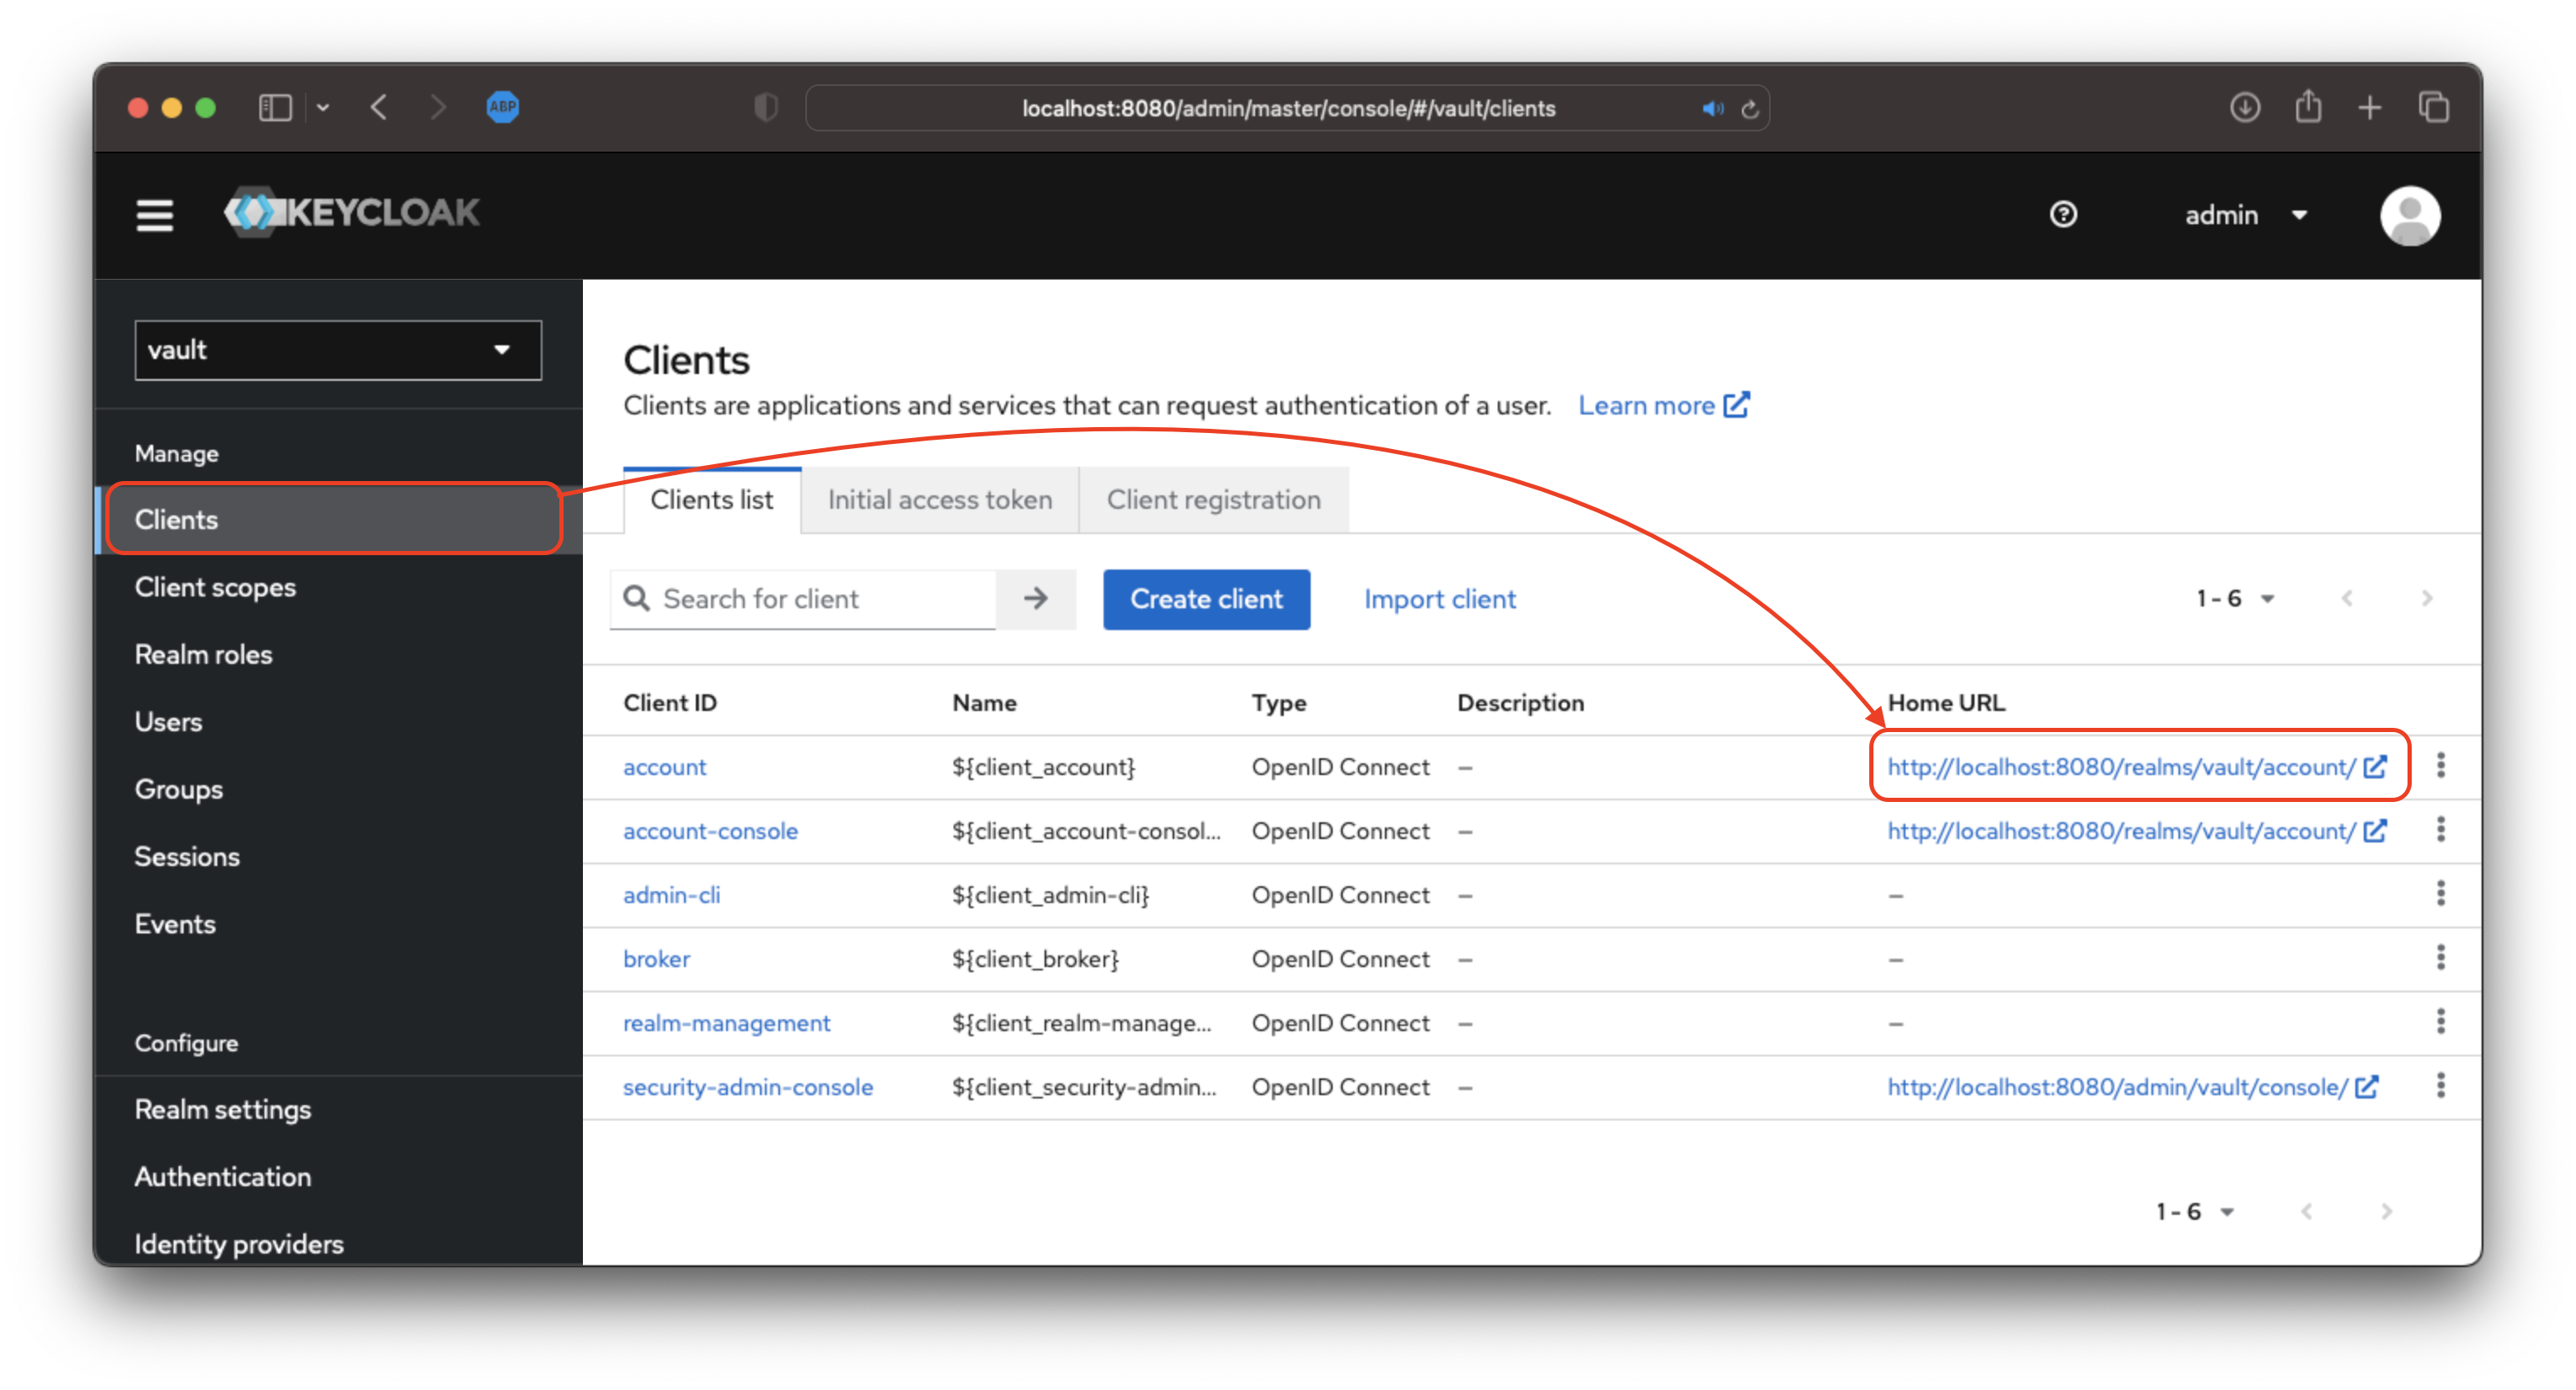 ABP
localhost:8080/admin/master/console/#/vault/clients
KEYCLOAK
admin
vault
Manage
Clients
Client scopes
Realm roles
Users
Groups
Sessions
Events
Configure
Realm settings
Authentication
Identity providers
Clients
Clients are applications and services that can request authentication of a user. Learn more
Clients list Initial access token Client registration
Search for client Create client Import client 1 - 6
Client ID Name Type Description Home URL
account ${client_account} OpenID Connect – http://localhost:8080/realms/vault/account/
account-console ${client_account-consol... OpenID Connect – http://localhost:8080/realms/vault/account/
admin-cli ${client_admin-cli} OpenID Connect – –
broker ${client_broker} OpenID Connect – –
realm-management ${client_realm-manage... OpenID Connect – –
security-admin-console ${client_security-admin... OpenID Connect – http://localhost:8080/admin/vault/console/
1 - 6